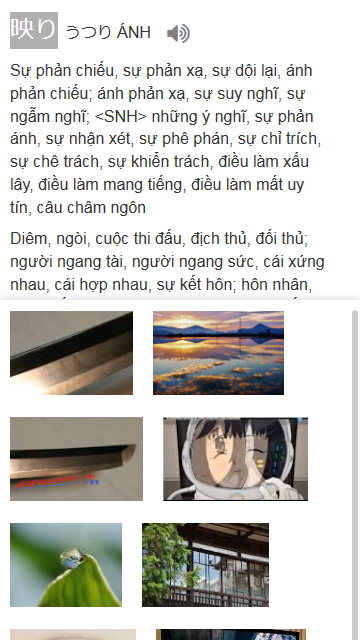 映り うつり ÁNH
Sự phản chiếu, sự phản xạ, sự dội lại, ánh
phản chiếu; ánh phản xạ, sự suy nghĩ, sự
ngẫm nghĩ; <SNH> những ý nghĩ, sự phản
ánh, sự nhận xét, sự phê phán, sự chỉ trích,
sự chê trách, sự khiển trách, điều làm xấu
lây, điều làm mang tiếng, điều làm mất uy
tín, câu châm ngôn
Diêm, ngòi, cuộc thi đấu, địch thủ, đối thủ;
người ngang tài, người ngang sức, cái xứng
nhau, cái hợp nhau, sự kết hôn; hôn nhân,